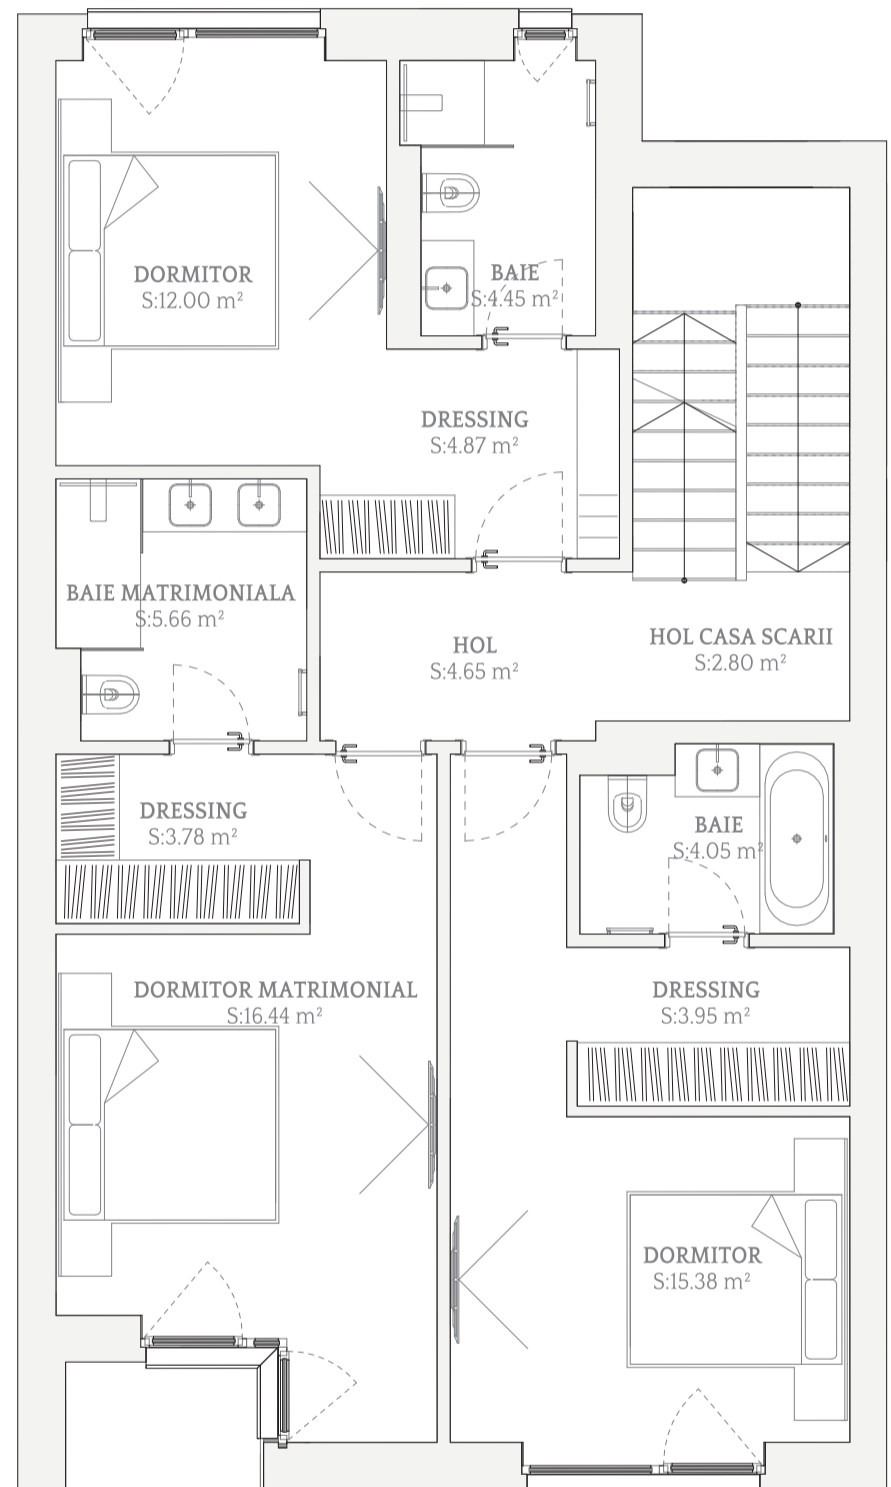 DORMITOR
S:12.00 m²
BAIE
S:4.45 m²
DRESSING
S:4.87 m²
BAIE MATRIMONIALA
S:5.66 m²
HOL
S:4.65 m²
HOL CASA SCARII
S:2.80 m²
DRESSING
S:3.78 m²
BAIE
S:4.05 m²
DORMITOR MATRIMONIAL
S:16.44 m²
DRESSING
S:3.95 m²
DORMITOR
S:15.38 m²